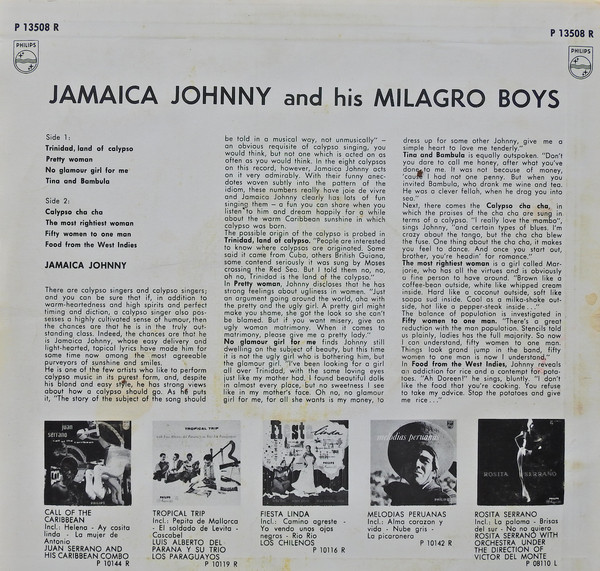 P 13508 R
P 13508 R
PHILIPS
PHILIPS
JAMAICA JOHNNY and his MILAGRO BOYS
Side 1:
Trinidad, land of calypso
Pretty woman
No glamour girl for me
Tina and Bambula
Side 2:
Calypso cha cha
The most rightiest woman
Fifty women to one man
Food from the West Indies
JAMAICA JOHNNY
There are calypso singers and calypso singers;
and you can be sure that if, in addition to
warm-heartedness and high spirits and perfect
timing and diction, a calypso singer also pos-
sesses a highly cultivated sense of humour, then
the chances are that he is in the truly out-
standing class. Indeed, the chances are that he
is Jamaica Johnny, whose easy delivery and
light-hearted, topical lyrics have made him for
some time now among the most agreeable
purveyors of sunshine and smiles.
He is one of the few artists who like to perform
calypso music in its purest form, and, despite
his bland and easy style, he has strong views
about how a calypso should go. As he puts
it, "The story of the subject of the song should
be told in a musical way, not unmusically" –
an obvious requisite of calypso singing, you
would think, but not one which is acted on as
often as you would think. In the eight calypsos
on this record, however, Jamaica Johnny acts
on it very admirably. With their funny anec-
dotes woven subtly into the pattern of the
idiom, these numbers really have joie de vivre
and Jamaica Johnny clearly has lots of fun
singing them – a fun you can share when you
listen to him and dream happily for a while
about the warm Caribbean sunshine in which
calypso was born.
The possible origin of the calypso is probed in
Trinidad, land of calypso. "People are interested
to know where calypsos are originated. Some
said it came from Cuba, others British Guiana,
some contend seriously it was sung by Moses
crossing the Red Sea. But I told them no, no,
oh no, Trinidad is the land of the calypso."
In Pretty woman, Johnny discloses that he has
strong feelings about ugliness in women. "Just
an argument going around the world, aha with
the pretty and the ugly girl. A pretty girl might
make you shame, she got the look so she can't
be blamed. But if you want misery, give an
ugly woman matrimony. When it comes to
matrimony, please give me a pretty lady."
No glamour girl for me finds Johnny still
dwelling on the subject of beauty, but this time
it is not the ugly girl who is bothering him, but
the glamour girl. "I've been looking for a girl
all over Trinidad, with the same loving eyes
just like my mother had. I found beautiful dolls
in almost every place, but no sweetness I see
like in my mother's face. Oh no, no glamour
girl for me, for all she wants is my money, to
dress up for some other Johnny, give me a
simple heart to love me tenderly."
Tina and Bambula is equally outspoken. "Don't
you dare to call me honey, after what you've
done to me. It was not because of money,
cause I had not one penny. But when you
invited Bambula, who drank me wine and tea.
He was a clever fellah, when he drag you into
sea."
Next, there comes the Calypso cha cha, in
which the praises of the cha cha are sung in
terms of a calypso. "I really love the mambo",
sings Johnny, "and certain types of blues. I'm
crazy about the tango, but the cha cha blew
the fuse. One thing about the cha cha, it makes
you feel to dance. And once you start out,
brother, you're headin' for romance."
The most rightiest woman is a girl called Mar-
jorie, who has all the virtues and is obviously
a fine person to have around. "Brown like a
coffee-bean outside, white like whipped cream
inside. Hard like a coconut outside, soft like
soppa sud inside. Cool as a milk-shake out-
side, hot like a pepper-steak inside ..."
The balance of population is investigated in
Fifty women to one man. "There's a great
reduction with the man population. Stencils told
us plainly, ladies has the full majority. So now
I can understand, fifty women to one man.
Things look grand jump in the band, fifty
women to one man is now I understand."
In Food from the West Indies, Johnny reveals
an addiction for rice and a contempt for pota-
toes. "Ah Doreen!" he sings, bluntly. "I don't
like the food that you're cooking. You refuse
to take my advice. Stop the potatoes and give
me rice ..."
juan serrano
TROPICAL TRIP
Fiesta Linda
melodías peruanas
ROSITA SERRANO
CALL OF THE
CARIBBEAN
Incl.: Helena - Ay cosita
linda - La mujer de
Antonio
JUAN SERRANO AND
HIS CARIBBEAN COMBO
P 10144 R
TROPICAL TRIP
Incl.: Pepita de Mallorca
- El soldado de Levita -
Cascabel
LUIS ALBERTO DEL
PARANA Y SU TRIO
LOS PARAGUAYOS
P 10119 R
FIESTA LINDA
Incl.: Camino agreste -
Yo vendo unos ojos
negros - Rio Rio
LOS CHILENOS
P 10116 R
MELODIAS PERUANAS
Incl.: Alma corazon y
vida - Nube gris -
La picaronera
P 10142 R
ROSITA SERRANO
Incl.: La paloma - Brisas
del sur - No no quiero
ROSITA SERRANO WITH
ORCHESTRA UNDER
THE DIRECTION OF
VICTOR DEL MONTE
P 08110 L